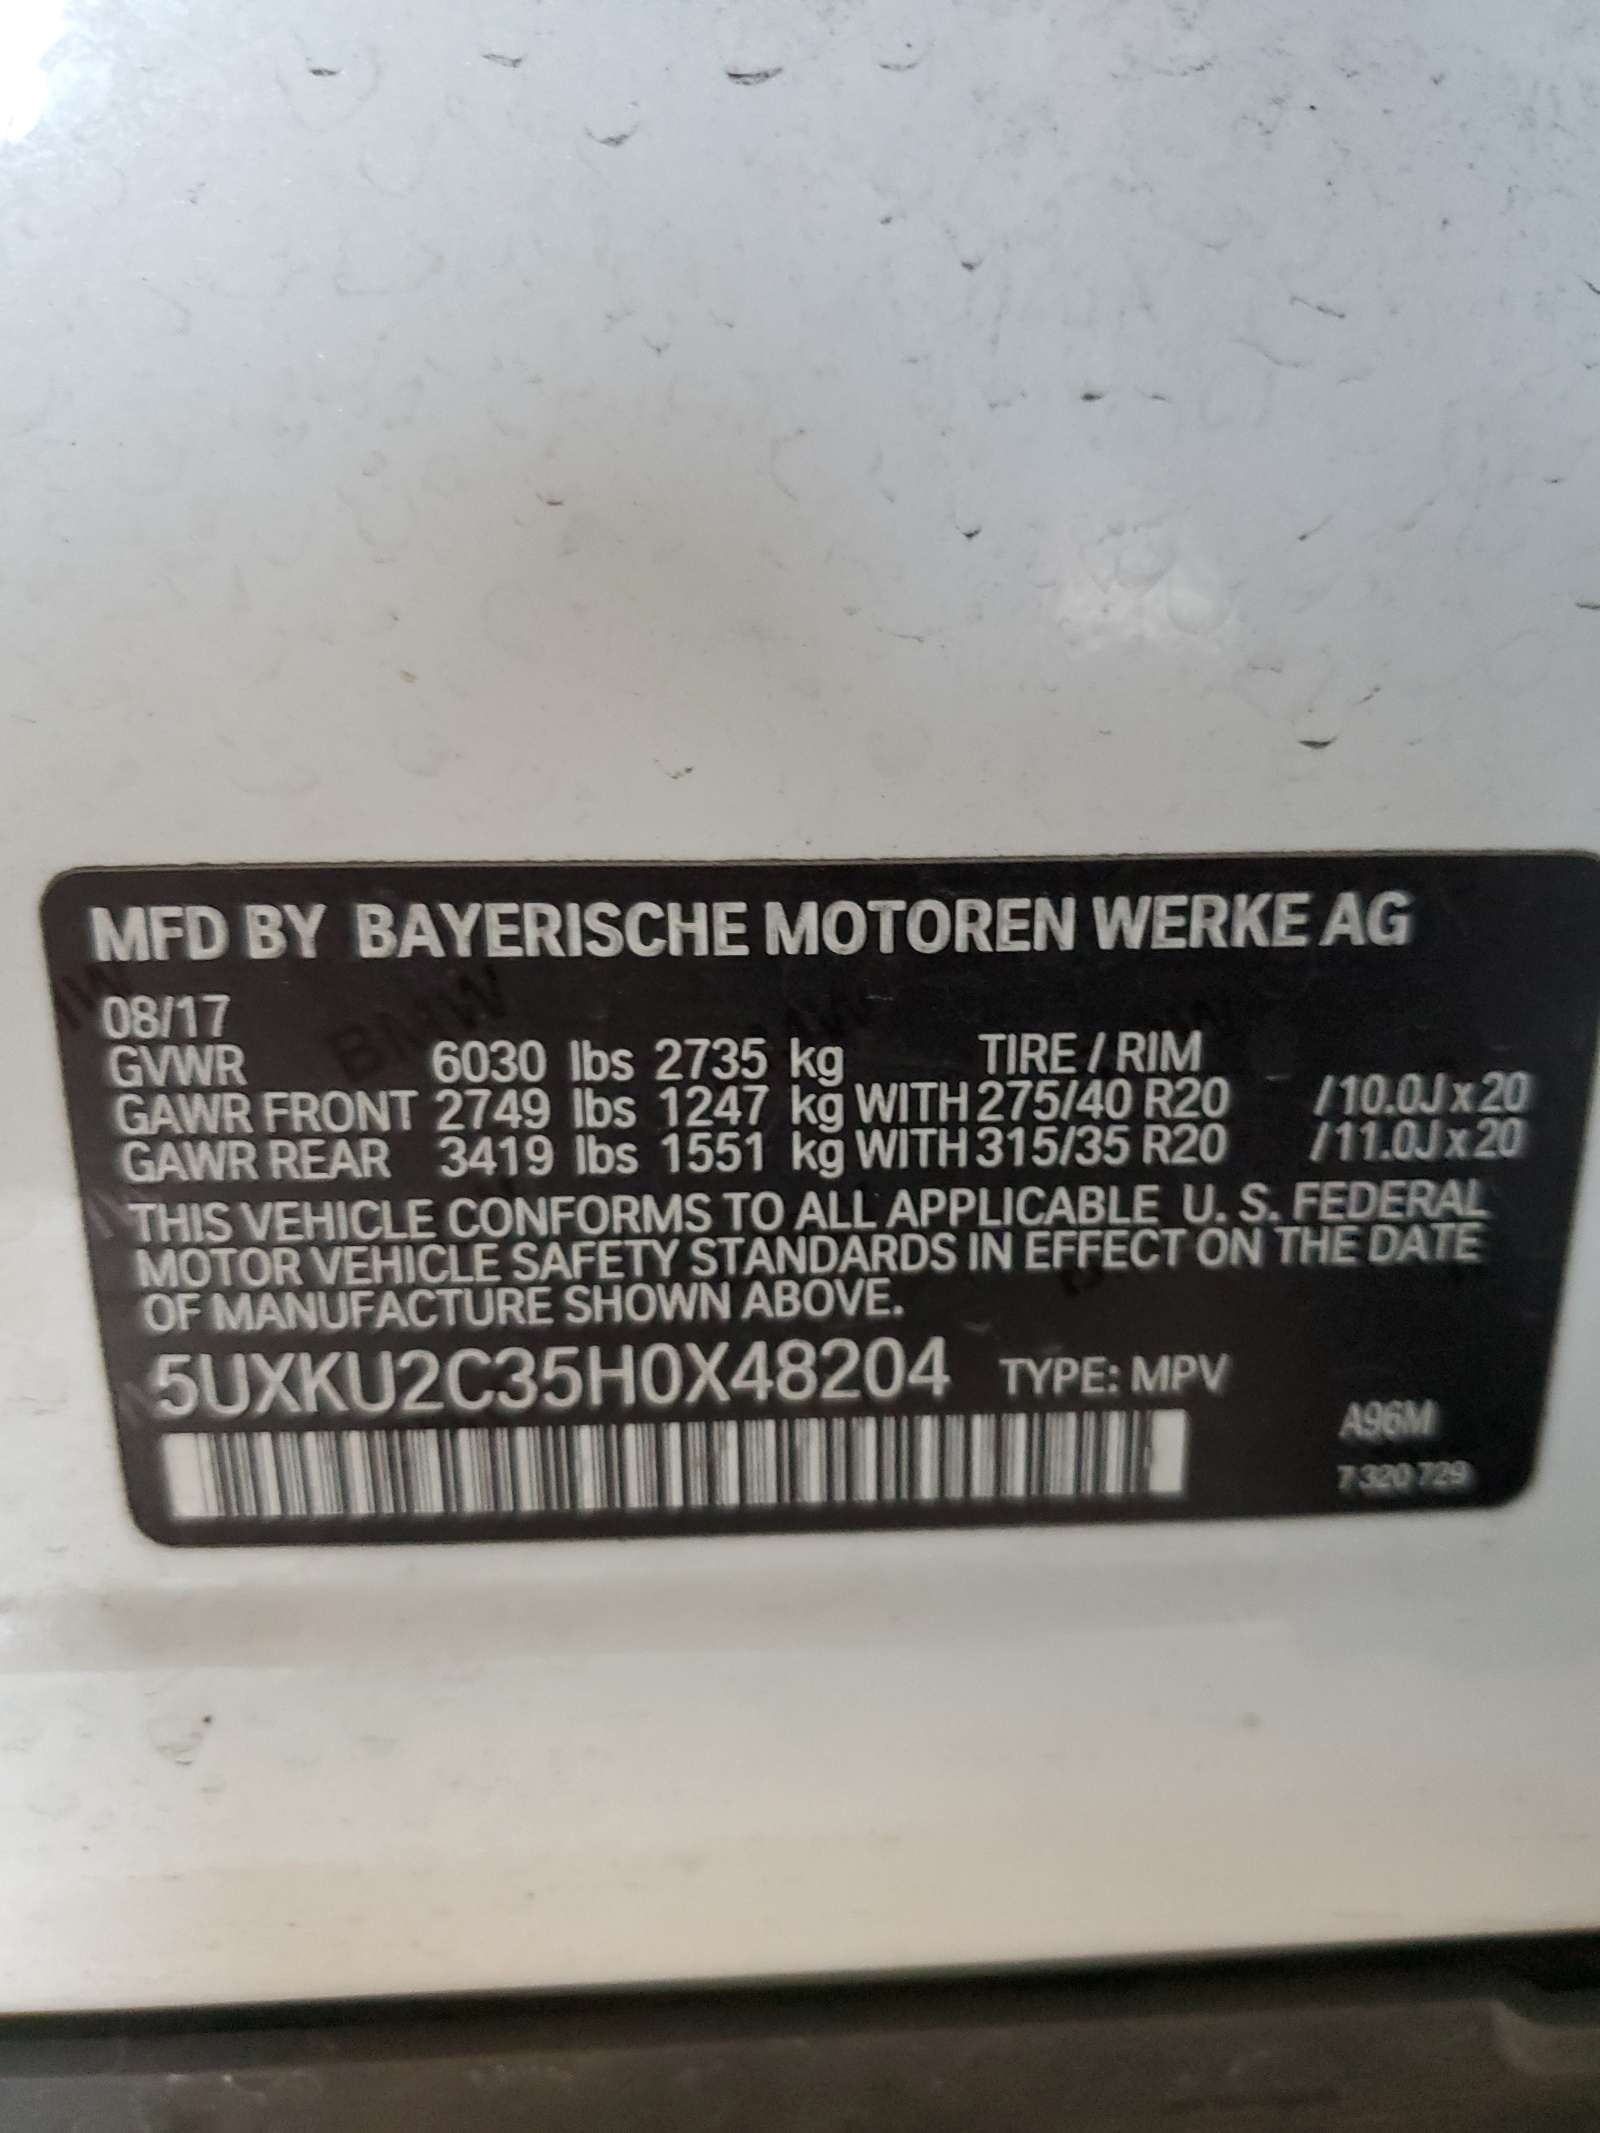 MFD BY BAYERISCHE MOTOREN WERKE AG
08/17
GVWR 6030 lbs 2735 kg TIRE / RIM
GAWR FRONT 2749 lbs 1247 kg WITH 275/40 R20 /10.0J x 20
GAWR REAR 3419 lbs 1551 kg WITH 315/35 R20 /11.0J x 20
THIS VEHICLE CONFORMS TO ALL APPLICABLE U. S. FEDERAL
MOTOR VEHICLE SAFETY STANDARDS IN EFFECT ON THE DATE
OF MANUFACTURE SHOWN ABOVE.
5UXKU2C35H0X48204 TYPE: MPV
A96M
7 320 729